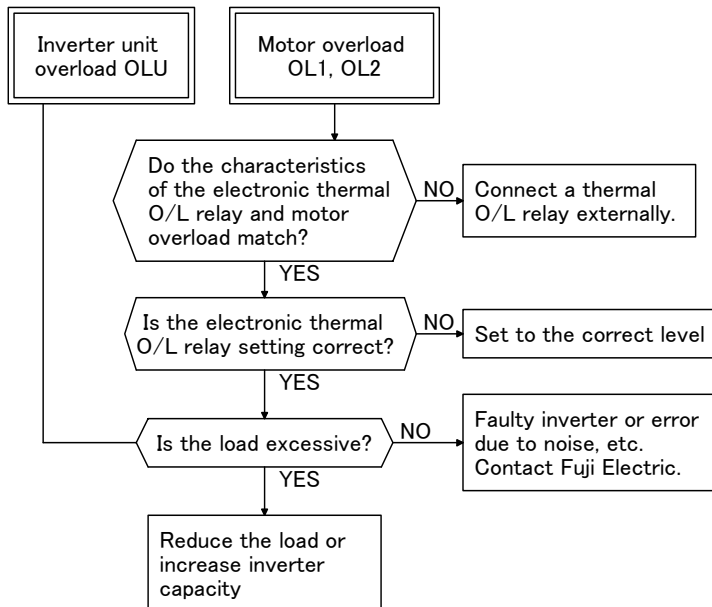 Inverter unit
overload OLU
Motor overload
OL1, OL2
Do the characteristics
of the electronic thermal
O/L relay and motor
overload match?
NO
Connect a thermal
O/L relay externally.
YES
Is the electronic thermal
O/L relay setting correct?
NO
Set to the correct level
YES
Is the load excessive?
NO
Faulty inverter or error
due to noise, etc.
Contact Fuji Electric.
YES
Reduce the load or
increase inverter
capacity